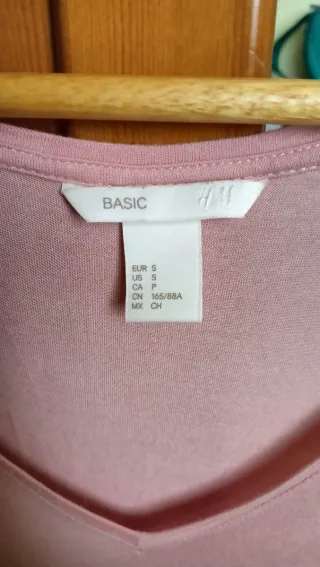 BASIC H&M
EUR S
US S
CA P
CN 165/88A
MX CH